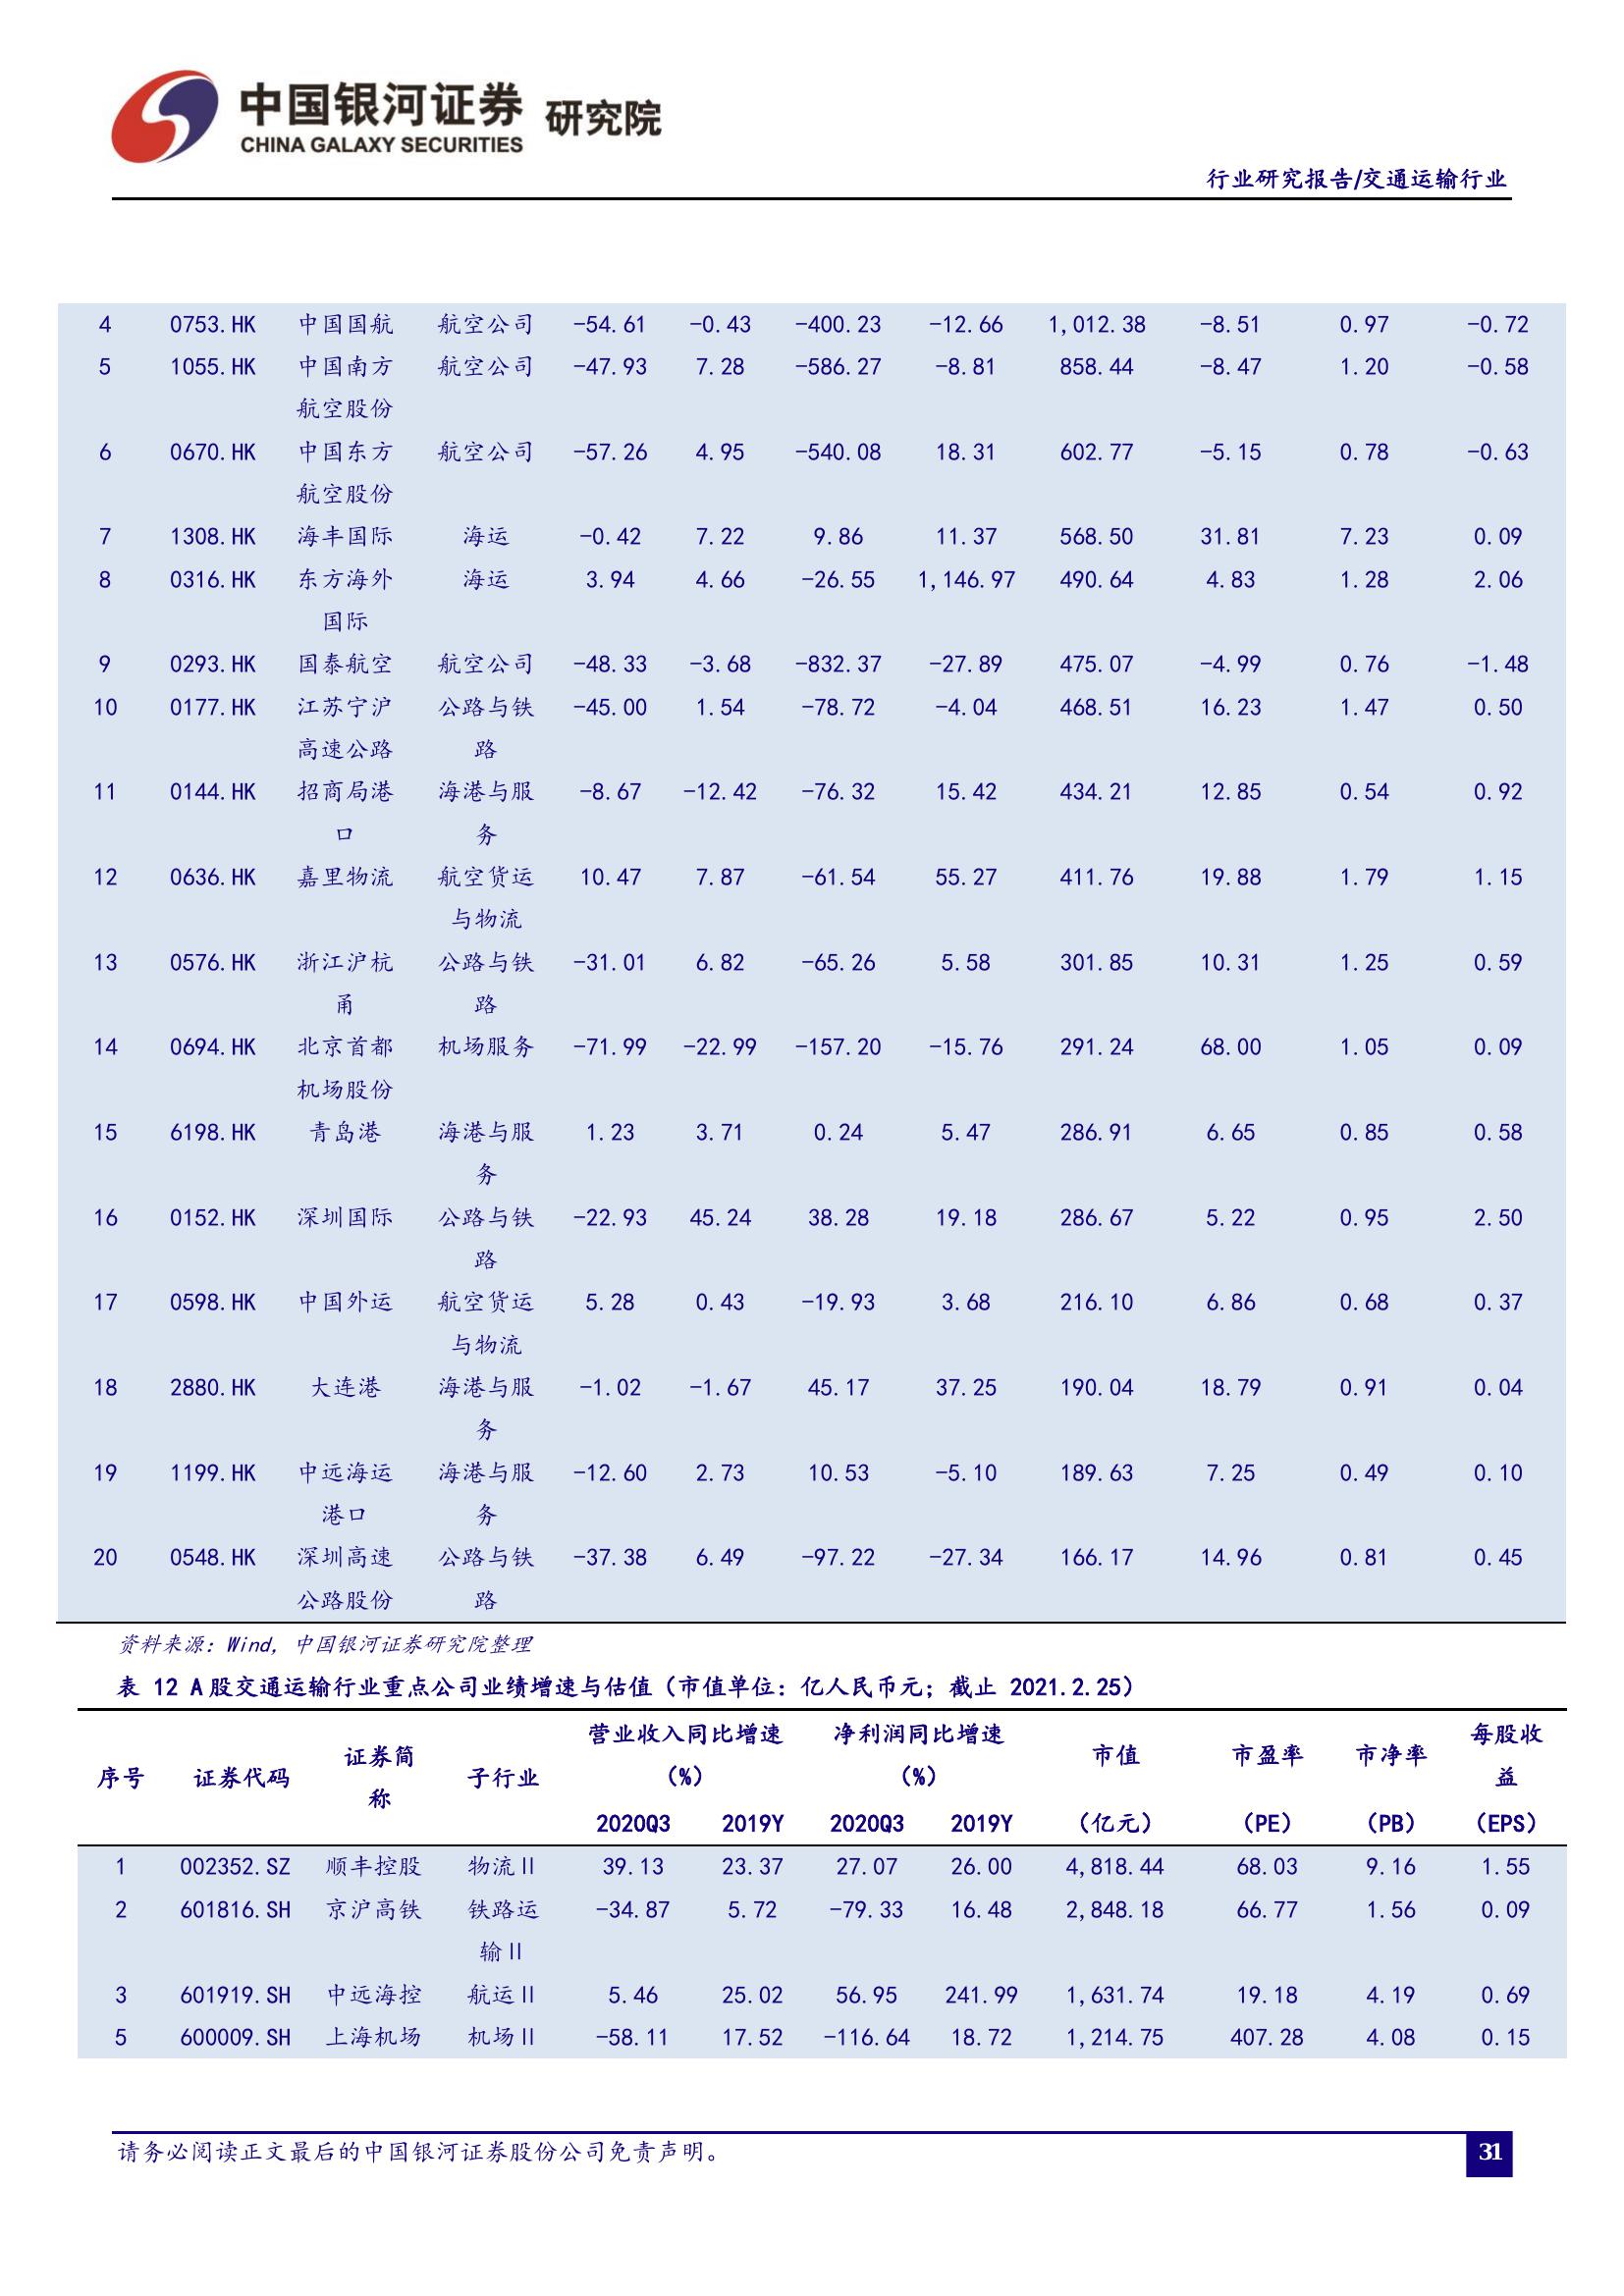 中国银河证券 研究院
CHINA GALAXY SECURITIES
行业研究报告/交通运输行业
4 0753.HK 中国国航 航空公司 -54.61 -0.43 -400.23 -12.66 1,012.38 -8.51 0.97 -0.72
5 1055.HK 中国南方 航空公司 -47.93 7.28 -586.27 -8.81 858.44 -8.47 1.20 -0.58
航空股份
6 0670.HK 中国东方 航空公司 -57.26 4.95 -540.08 18.31 602.77 -5.15 0.78 -0.63
航空股份
7 1308.HK 海丰国际 海运 -0.42 7.22 9.86 11.37 568.50 31.81 7.23 0.09
8 0316.HK 东方海外 海运 3.94 4.66 -26.55 1,146.97 490.64 4.83 1.28 2.06
国际
9 0293.HK 国泰航空 航空公司 -48.33 -3.68 -832.37 -27.89 475.07 -4.99 0.76 -1.48
10 0177.HK 江苏宁沪 公路与铁 -45.00 1.54 -78.72 -4.04 468.51 16.23 1.47 0.50
高速公路 路
11 0144.HK 招商局港 海港与服 -8.67 -12.42 -76.32 15.42 434.21 12.85 0.54 0.92
口 务
12 0636.HK 嘉里物流 航空货运 10.47 7.87 -61.54 55.27 411.76 19.88 1.79 1.15
与物流
13 0576.HK 浙江沪杭 公路与铁 -31.01 6.82 -65.26 5.58 301.85 10.31 1.25 0.59
甬 路
14 0694.HK 北京首都 机场服务 -71.99 -22.99 -157.20 -15.76 291.24 68.00 1.05 0.09
机场股份
15 6198.HK 青岛港 海港与服 1.23 3.71 0.24 5.47 286.91 6.65 0.85 0.58
务
16 0152.HK 深圳国际 公路与铁 -22.93 45.24 38.28 19.18 286.67 5.22 0.95 2.50
路
17 0598.HK 中国外运 航空货运 5.28 0.43 -19.93 3.68 216.10 6.86 0.68 0.37
与物流
18 2880.HK 大连港 海港与服 -1.02 -1.67 45.17 37.25 190.04 18.79 0.91 0.04
务
19 1199.HK 中远海运 海港与服 -12.60 2.73 10.53 -5.10 189.63 7.25 0.49 0.10
港口 务
20 0548.HK 深圳高速 公路与铁 -37.38 6.49 -97.22 -27.34 166.17 14.96 0.81 0.45
公路股份 路
资料来源：Wind，中国银河证券研究院整理
表 12 A 股交通运输行业重点公司业绩增速与估值（市值单位：亿人民币元；截止 2021.2.25）
序号 证券代码 证券简称 子行业 营业收入同比增速（%） 净利润同比增速（%） 市值 市盈率 市净率 每股收益
2020Q3 2019Y 2020Q3 2019Y （亿元） （PE） （PB） （EPS）
1 002352.SZ 顺丰控股 物流Ⅱ 39.13 23.37 27.07 26.00 4,818.44 68.03 9.16 1.55
2 601816.SH 京沪高铁 铁路运 -34.87 5.72 -79.33 16.48 2,848.18 66.77 1.56 0.09
输Ⅱ
3 601919.SH 中远海控 航运Ⅱ 5.46 25.02 56.95 241.99 1,631.74 19.18 4.19 0.69
5 600009.SH 上海机场 机场Ⅱ -58.11 17.52 -116.64 18.72 1,214.75 407.28 4.08 0.15
请务必阅读正文最后的中国银河证券股份公司免责声明。
31